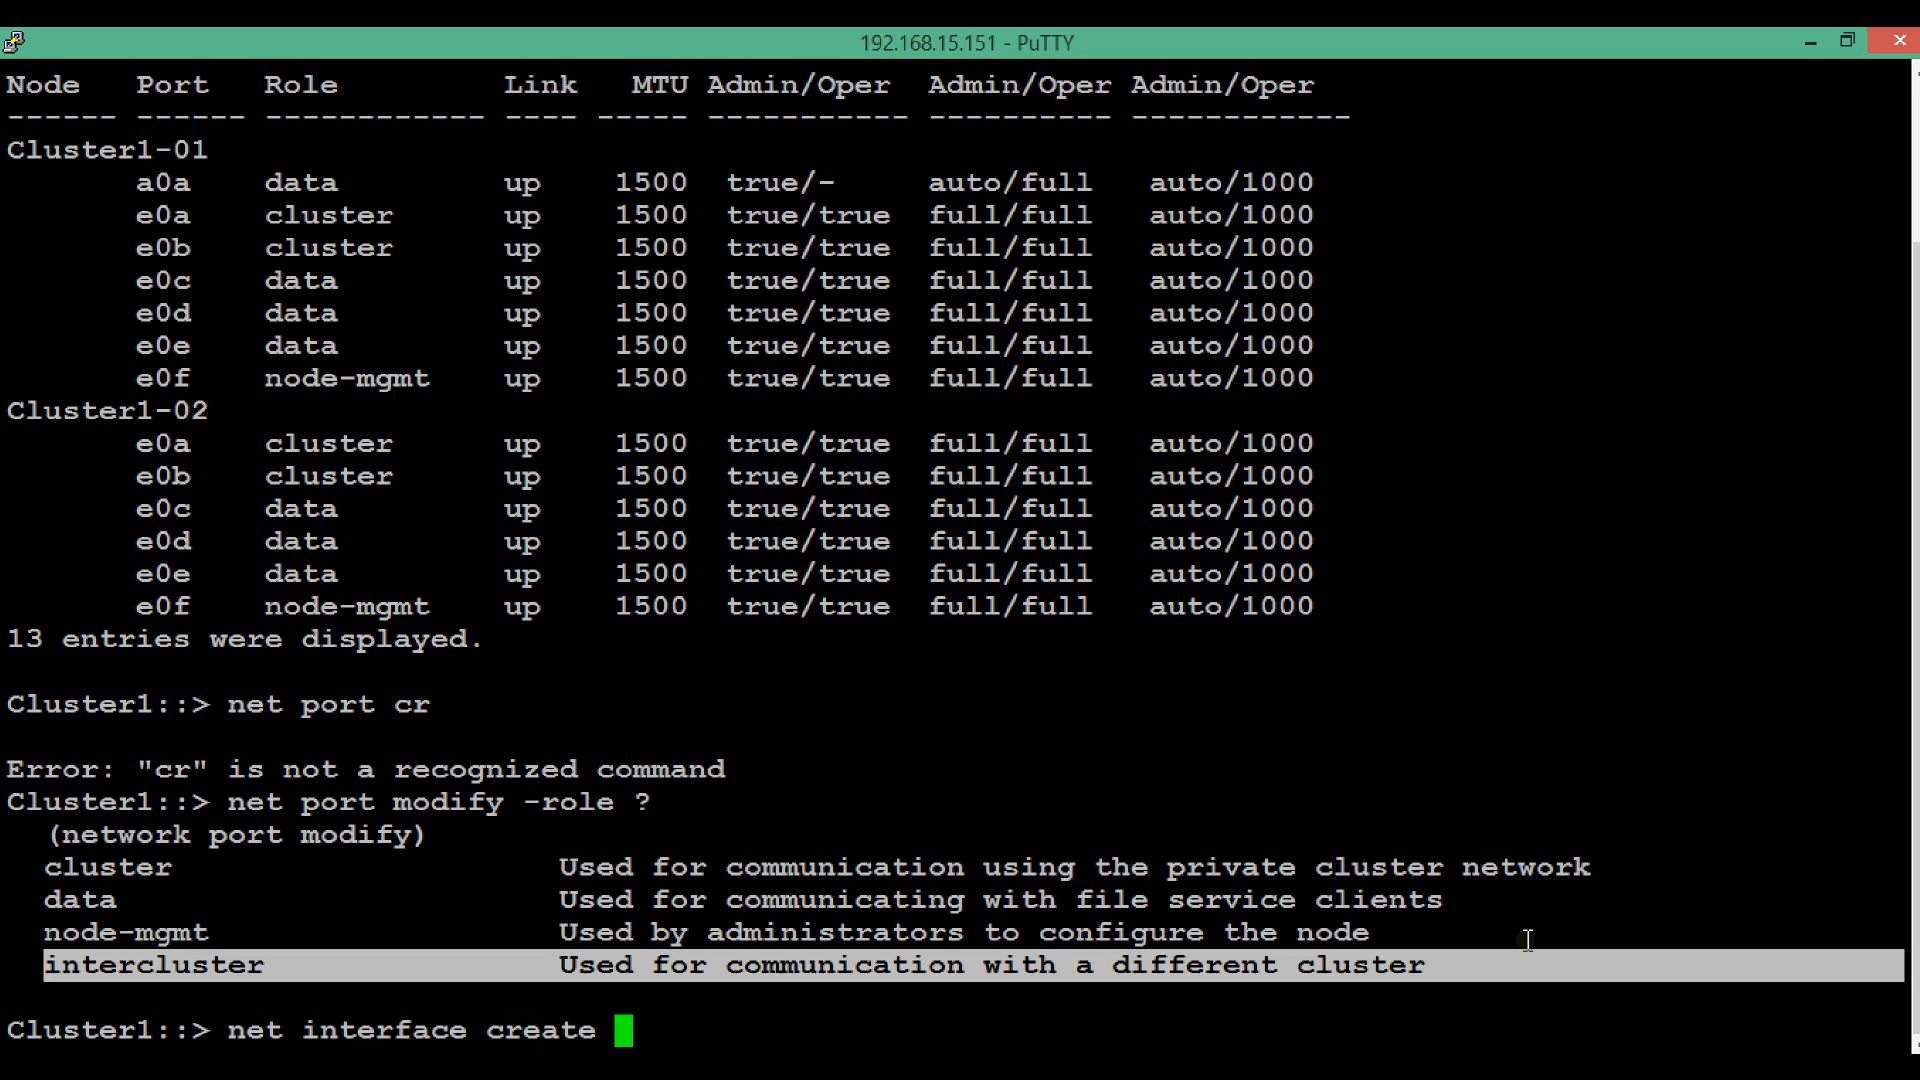 192.168.15.151 - PuTTY
Node   Port   Role         Link   MTU Admin/Oper  Admin/Oper Admin/Oper
------ ------ ------------ ---- ----- ----------- ---------- ------------
Cluster1-01
       a0a    data         up    1500  true/-     auto/full   auto/1000
       e0a    cluster      up    1500  true/true  full/full   auto/1000
       e0b    cluster      up    1500  true/true  full/full   auto/1000
       e0c    data         up    1500  true/true  full/full   auto/1000
       e0d    data         up    1500  true/true  full/full   auto/1000
       e0e    data         up    1500  true/true  full/full   auto/1000
       e0f    node-mgmt    up    1500  true/true  full/full   auto/1000
Cluster1-02
       e0a    cluster      up    1500  true/true  full/full   auto/1000
       e0b    cluster      up    1500  true/true  full/full   auto/1000
       e0c    data         up    1500  true/true  full/full   auto/1000
       e0d    data         up    1500  true/true  full/full   auto/1000
       e0e    data         up    1500  true/true  full/full   auto/1000
       e0f    node-mgmt    up    1500  true/true  full/full   auto/1000
13 entries were displayed.
Cluster1::> net port cr
Error: "cr" is not a recognized command
Cluster1::> net port modify -role ?
  (network port modify)
  cluster                     Used for communication using the private cluster network
  data                        Used for communicating with file service clients
  node-mgmt                   Used by administrators to configure the node
  intercluster                Used for communication with a different cluster
Cluster1::> net interface create